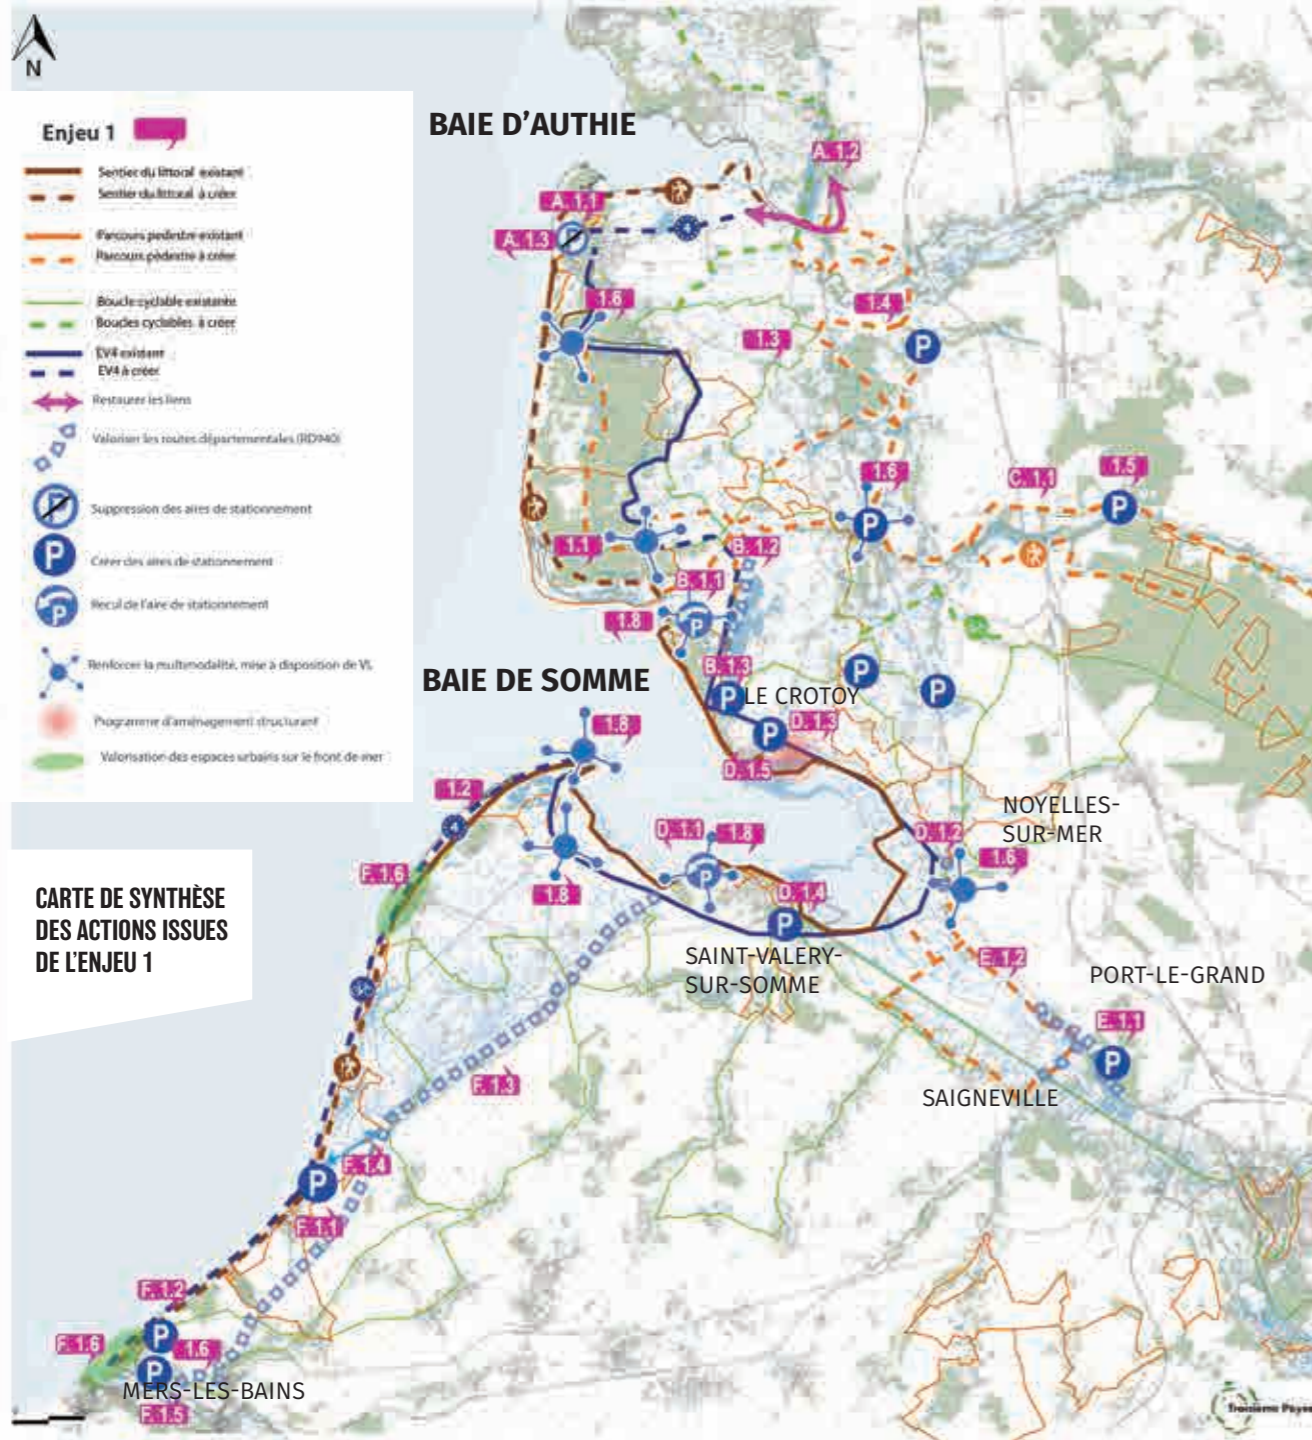 N
BAIE D'AUTHIE
Enjeu 1
Sentier du littoral existant
Sentier du littoral à créer
Parcours pédestre existant
Parcours pédestre à créer
Boucle cyclable existante
Boucles cyclables à créer
EV4 existant
EV4 à créer
Restaurer les liens
Valoriser les routes départementales (RD940)
Suppression des aires de stationnement
Créer des aires de stationnement
Recul de l'aire de stationnement
Renforcer la multimodalité, mise à disposition de VL
Programme d'aménagement structurant
Valorisation des espaces urbains sur le front de mer
A. 1.2
A. 1.1
A. 1.3
4
1.6
1.4
1.3
P
1.6
C. 1.1
1.5
P
P
1.1
B. 1.2
B. 1.1
P
1.8
BAIE DE SOMME
B. 1.3
P
P
P
LE CROTOY
P
D. 1.3
D. 1.5
1.8
1.2
4
NOYELLES-
SUR-MER
D. 1.1
1.8
D. 1.2
1.6
P
F. 1.6
1.8
D. 1.4
P
CARTE DE SYNTHÈSE
DES ACTIONS ISSUES
DE L'ENJEU 1
SAINT-VALERY-
SUR-SOMME
E. 1.2
PORT-LE-GRAND
E. 1.1
P
F. 1.3
SAIGNEVILLE
F. 1.4
P
F. 1.1
F. 1.2
F. 1.6
P
1.6
P
MERS-LES-BAINS
F. 1.5
Troisième Paysage